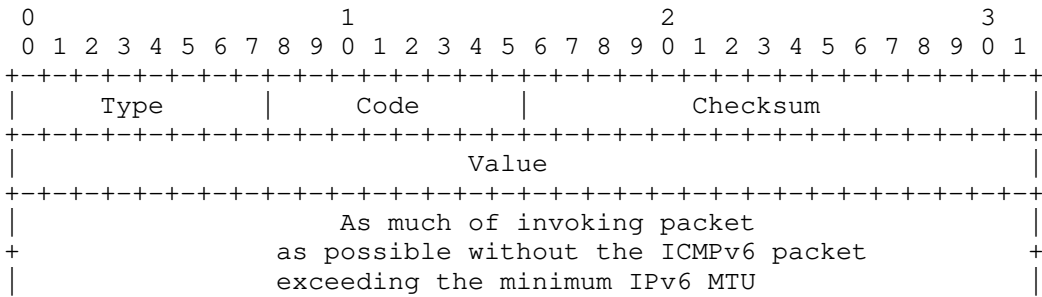 0                   1                   2                   3
0 1 2 3 4 5 6 7 8 9 0 1 2 3 4 5 6 7 8 9 0 1 2 3 4 5 6 7 8 9 0 1
+-+-+-+-+-+-+-+-+-+-+-+-+-+-+-+-+-+-+-+-+-+-+-+-+-+-+-+-+-+-+-+-+
|     Type      |     Code      |          Checksum             |
+-+-+-+-+-+-+-+-+-+-+-+-+-+-+-+-+-+-+-+-+-+-+-+-+-+-+-+-+-+-+-+-+
|                            Value                              |
+-+-+-+-+-+-+-+-+-+-+-+-+-+-+-+-+-+-+-+-+-+-+-+-+-+-+-+-+-+-+-+-+
|                    As much of invoking packet                 |
+                as possible without the ICMPv6 packet          +
|                exceeding the minimum IPv6 MTU                 |